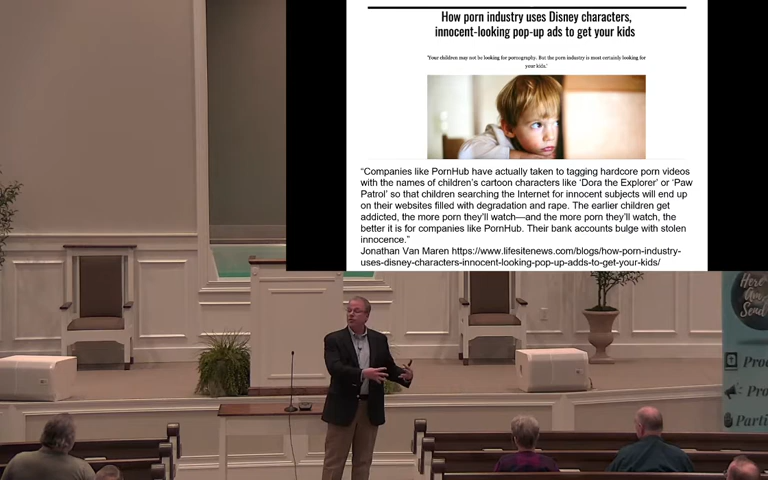 How porn industry uses Disney characters,
innocent-looking pop-up ads to get your kids
'Your children may not be looking for pornography. But the porn industry is most certainly looking for
your kids.'
“Companies like PornHub have actually taken to tagging hardcore porn videos
with the names of children’s cartoon characters like ‘Dora the Explorer’ or ‘Paw
Patrol’ so that children searching the Internet for innocent subjects will end up
on their websites filled with degradation and rape. The earlier children get
addicted, the more porn they’ll watch—and the more porn they’ll watch, the
better it is for companies like PornHub. Their bank accounts bulge with stolen
innocence.”
Jonathan Van Maren https://www.lifesitenews.com/blogs/how-porn-industry-
uses-disney-characters-innocent-looking-pop-up-adds-to-get-your-kids/
Here
Am
Send